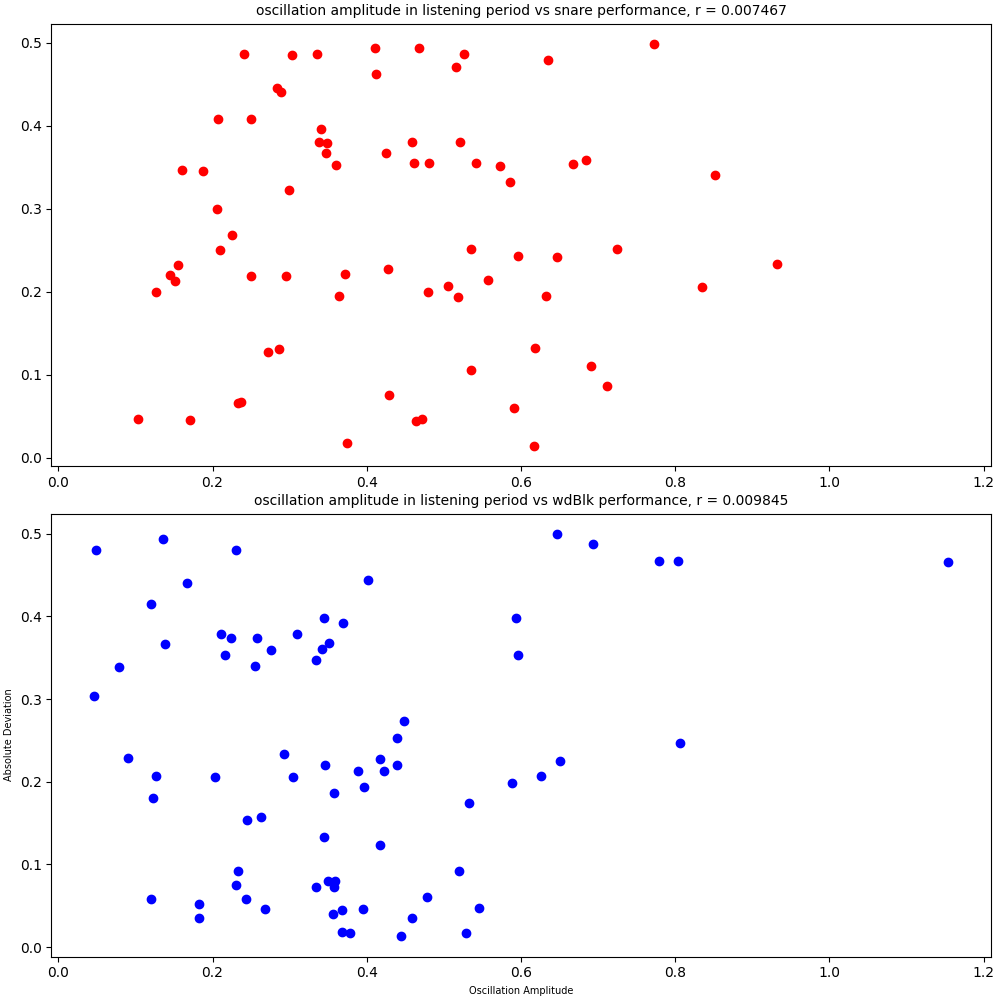 oscillation amplitude in listening period vs snare performance, r = 0.007467
0.5
0.4
0.3
0.2
0.1
0.0
0.0 0.2 0.4 0.6 0.8 1.0 1.2
oscillation amplitude in listening period vs wdBlk performance, r = 0.009845
0.5
0.4
0.3
0.2
0.1
0.0
Absolute Deviation
0.0 0.2 0.4 0.6 0.8 1.0 1.2
Oscillation Amplitude